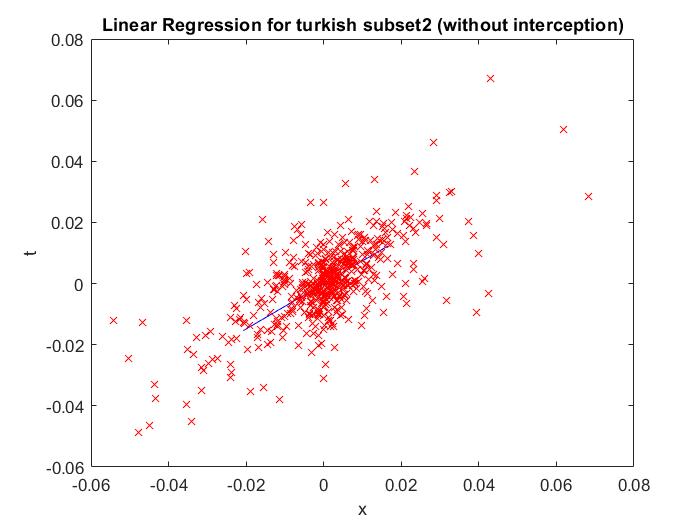 Linear Regression for turkish subset2 (without interception)
0.08
0.06
0.04
0.02
0
-0.02
-0.04
-0.06
t
-0.06 -0.04 -0.02 0 0.02 0.04 0.06 0.08
x